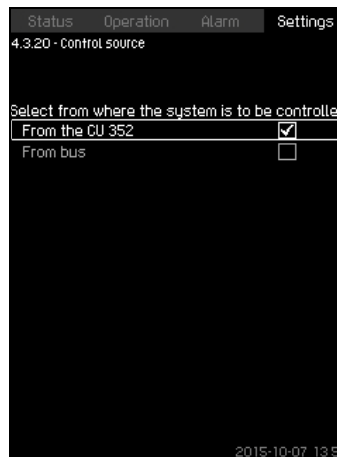 Status Operation Alarm Settings
4.3.20 - Control source
Select from where the system is to be controlle
From the CU 352
From bus
2015-10-07 13:5